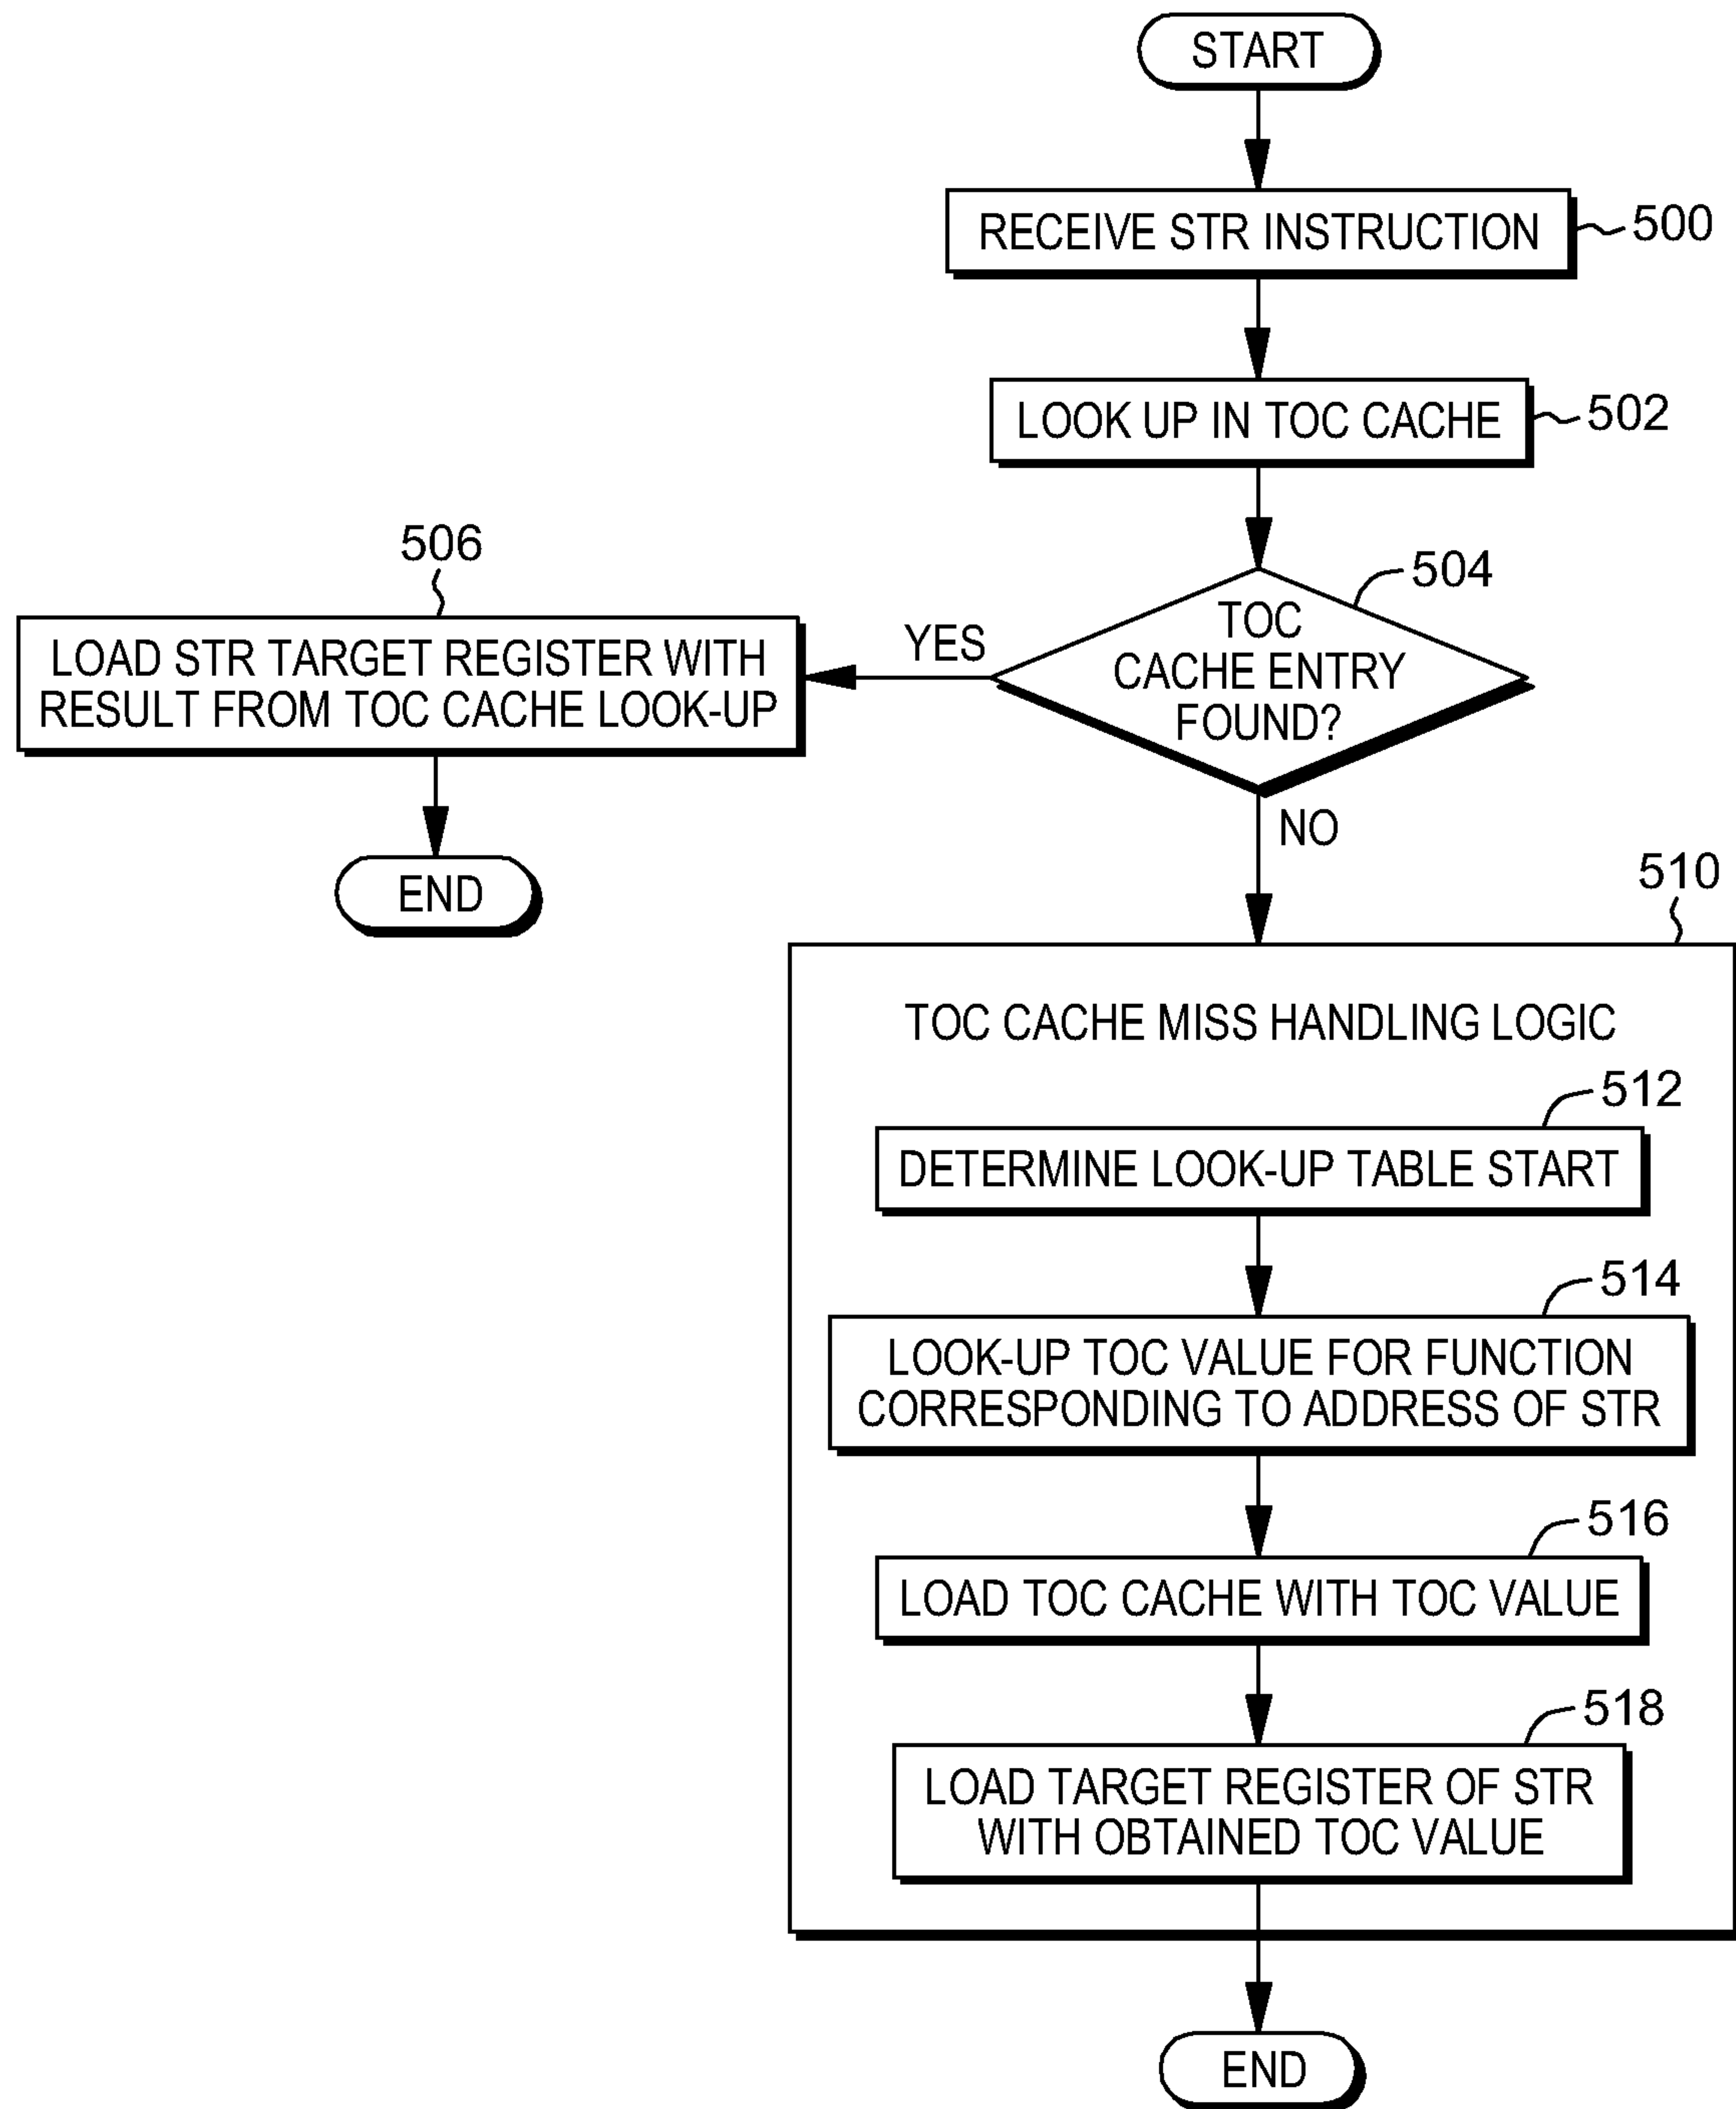 START
RECEIVE STR INSTRUCTION
500
LOOK UP IN TOC CACHE
502
504
TOC
CACHE ENTRY
FOUND?
YES
506
LOAD STR TARGET REGISTER WITH
RESULT FROM TOC CACHE LOOK-UP
END
NO
510
TOC CACHE MISS HANDLING LOGIC
512
DETERMINE LOOK-UP TABLE START
514
LOOK-UP TOC VALUE FOR FUNCTION
CORRESPONDING TO ADDRESS OF STR
516
LOAD TOC CACHE WITH TOC VALUE
518
LOAD TARGET REGISTER OF STR
WITH OBTAINED TOC VALUE
END